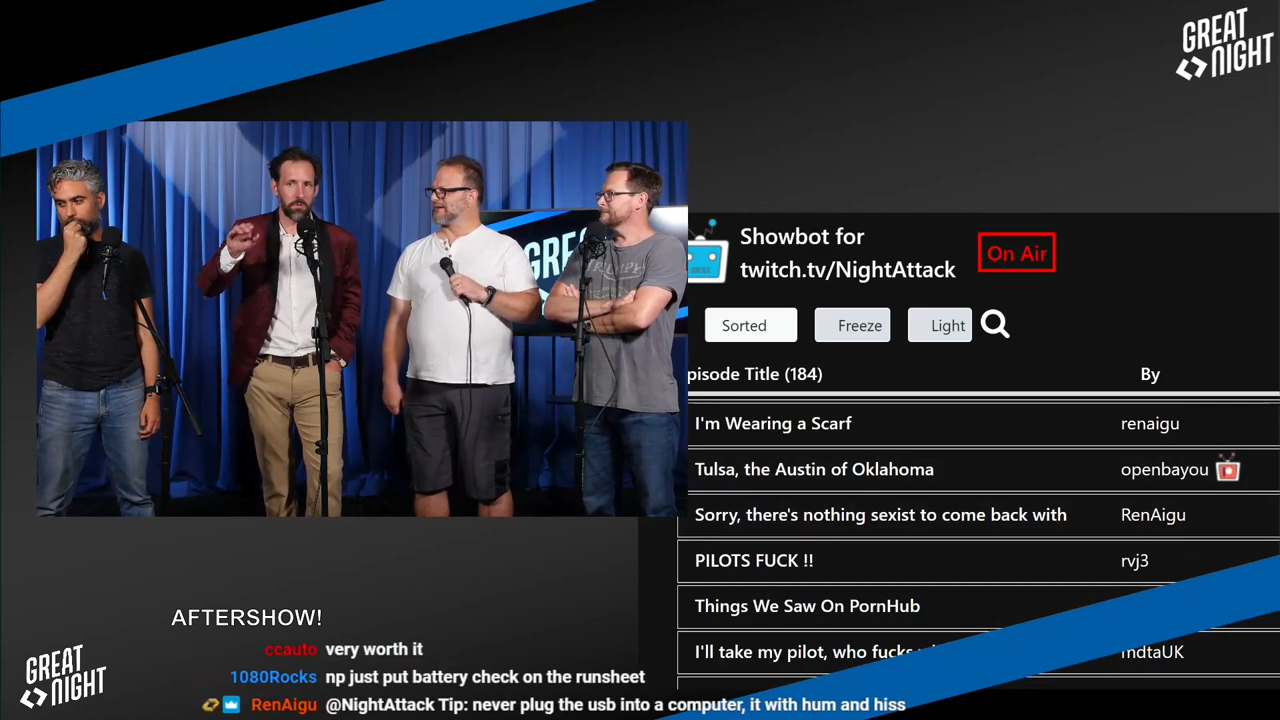 GREAT
NIGHT
Showbot for
twitch.tv/NightAttack
On Air
Sorted
Freeze
Light
pisode Title (184)
By
I'm Wearing a Scarf
renaigu
Tulsa, the Austin of Oklahoma
openbayou
Sorry, there's nothing sexist to come back with
RenAigu
PILOTS FUCK !!
rvj3
Things We Saw On PornHub
I'll take my pilot, who fucks
mdtaUK
GREA
TRIUMPH
AFTERSHOW!
ccauto very worth it
1080Rocks np just put battery check on the runsheet
RenAigu @NightAttack Tip: never plug the usb into a computer, it with hum and hiss
GREAT
NIGHT